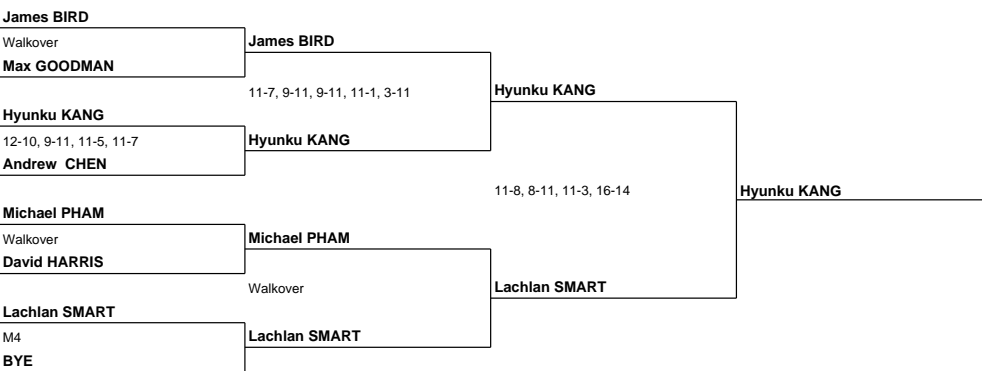 James BIRD
Walkover
Max GOODMAN
Hyunku KANG
12-10, 9-11, 11-5, 11-7
Andrew  CHEN
Michael PHAM
Walkover
David HARRIS
Lachlan SMART
M4
BYE
James BIRD
11-7, 9-11, 9-11, 11-1, 3-11
Hyunku KANG
Michael PHAM
Walkover
Lachlan SMART
Hyunku KANG
11-8, 8-11, 11-3, 16-14
Lachlan SMART
Hyunku KANG